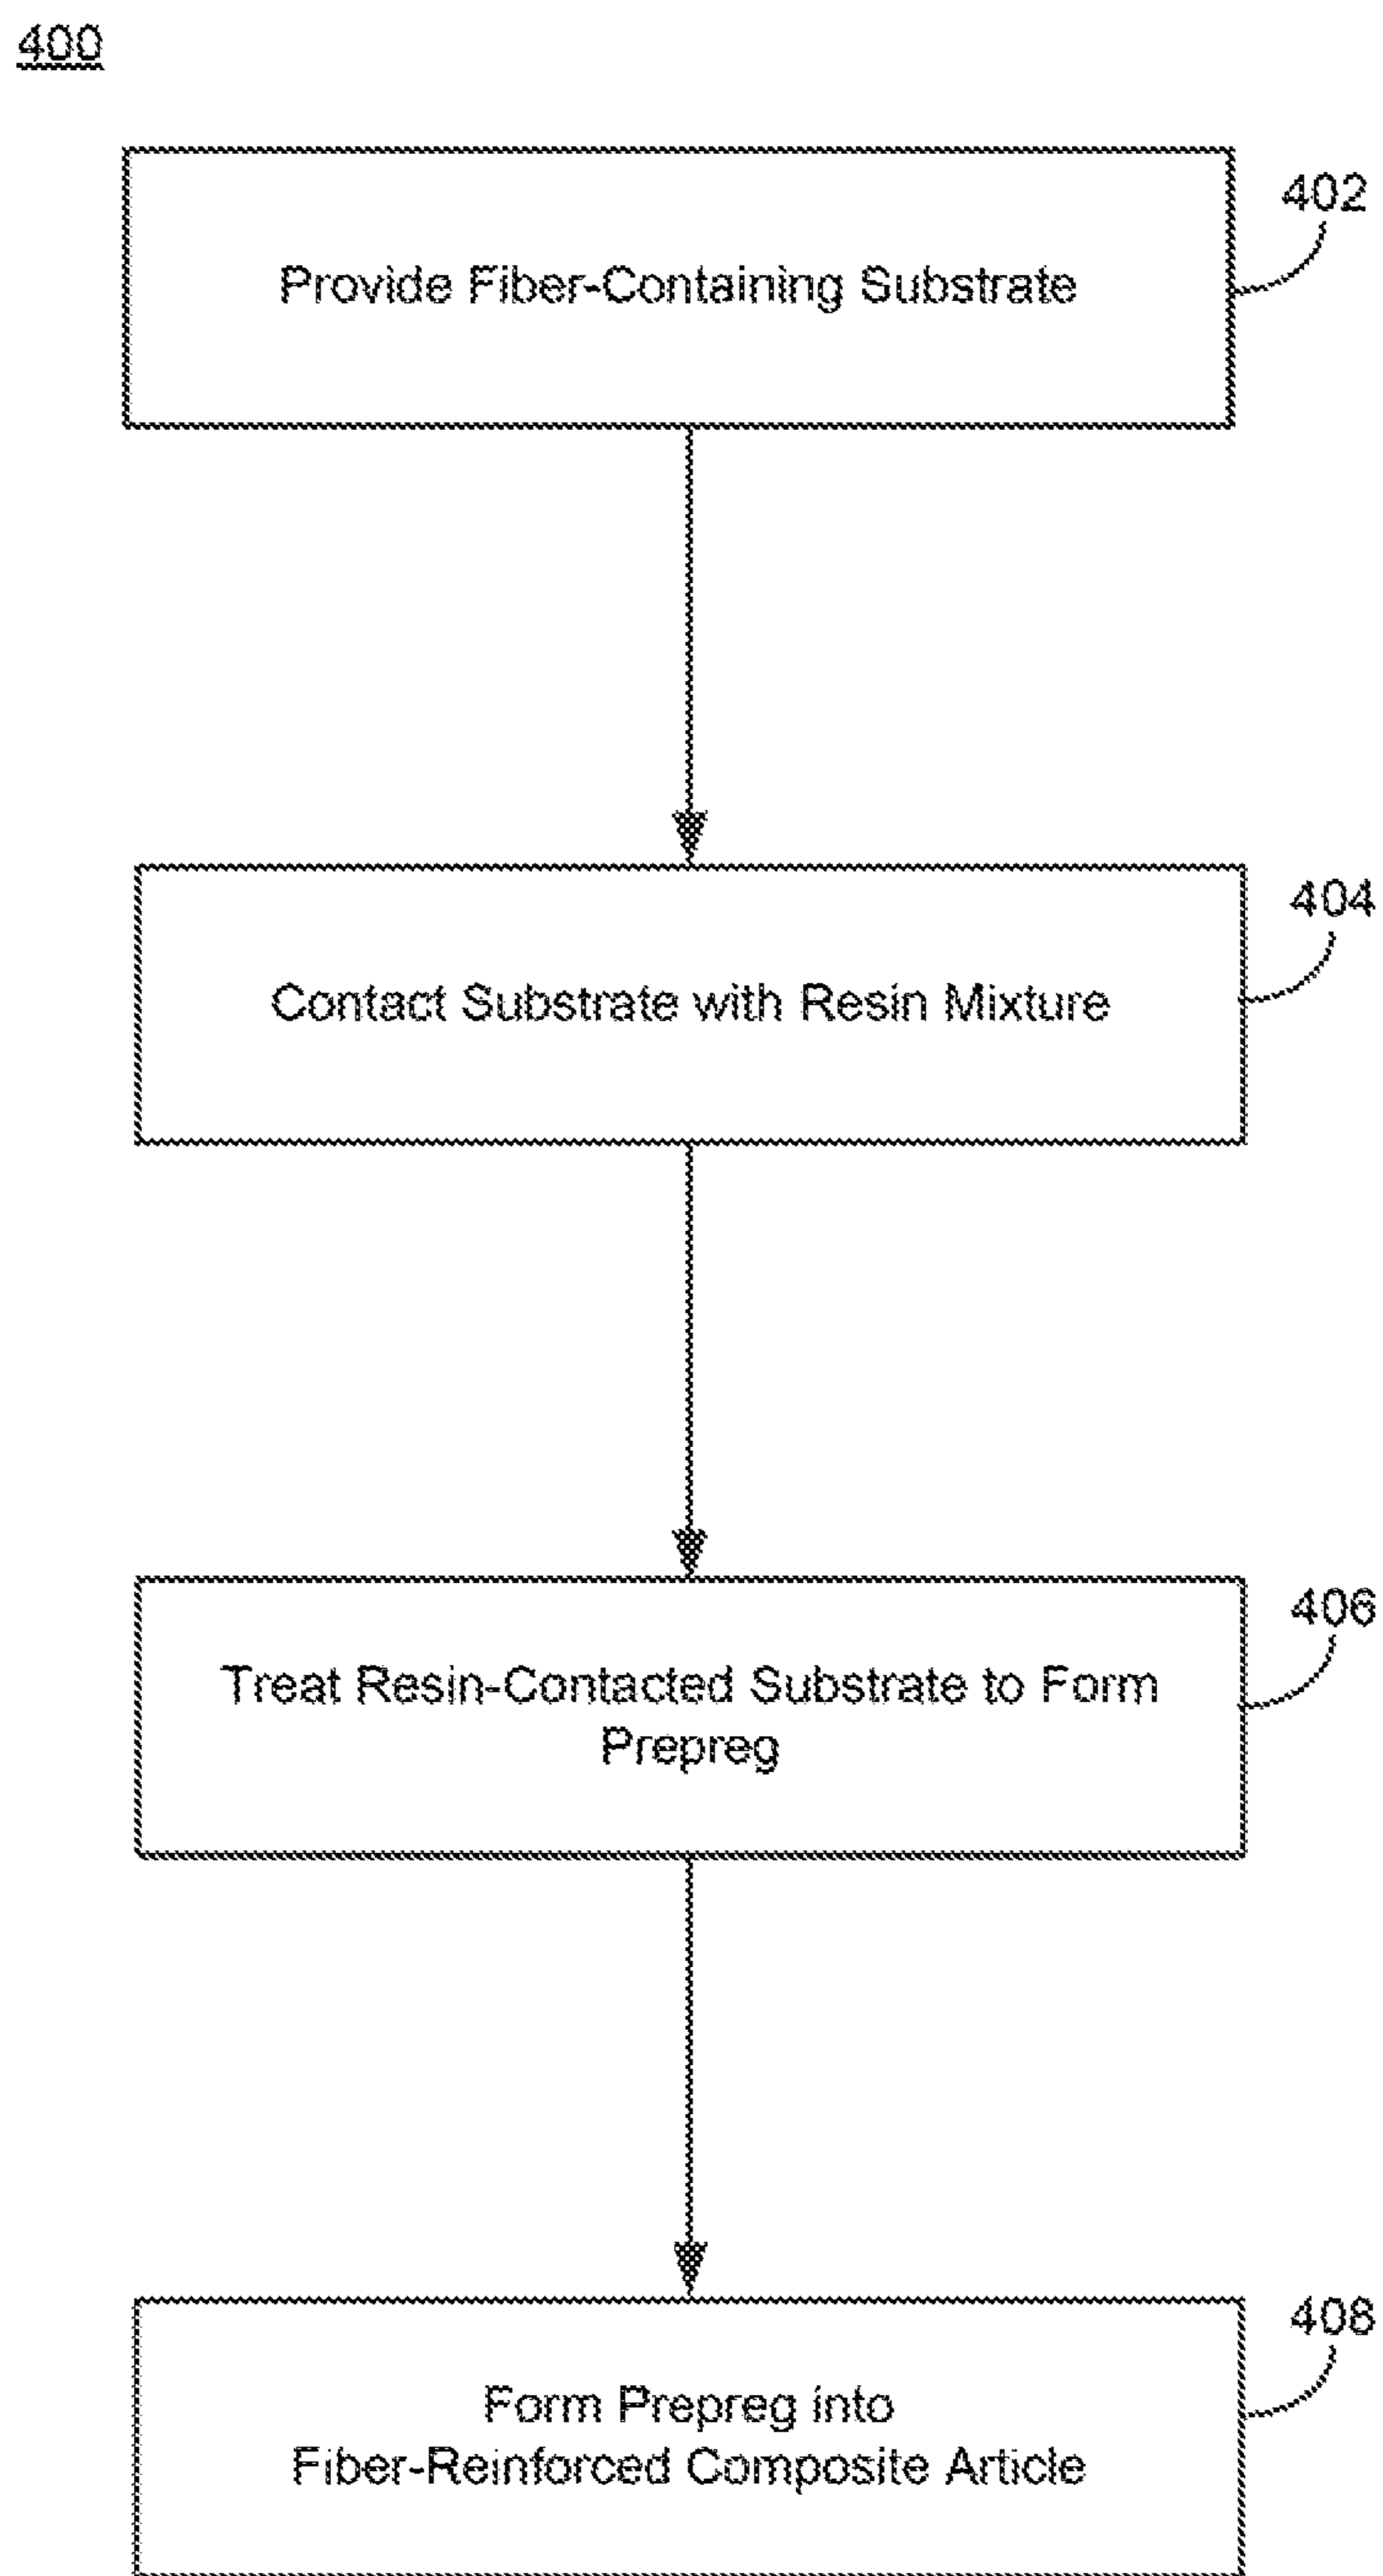 400
402
Provide Fiber-Containing Substrate
404
Contact Substrate with Resin Mixture
406
Treat Resin-Contacted Substrate to Form
Prepreg
408
Form Prepreg into
Fiber-Reinforced Composite Article